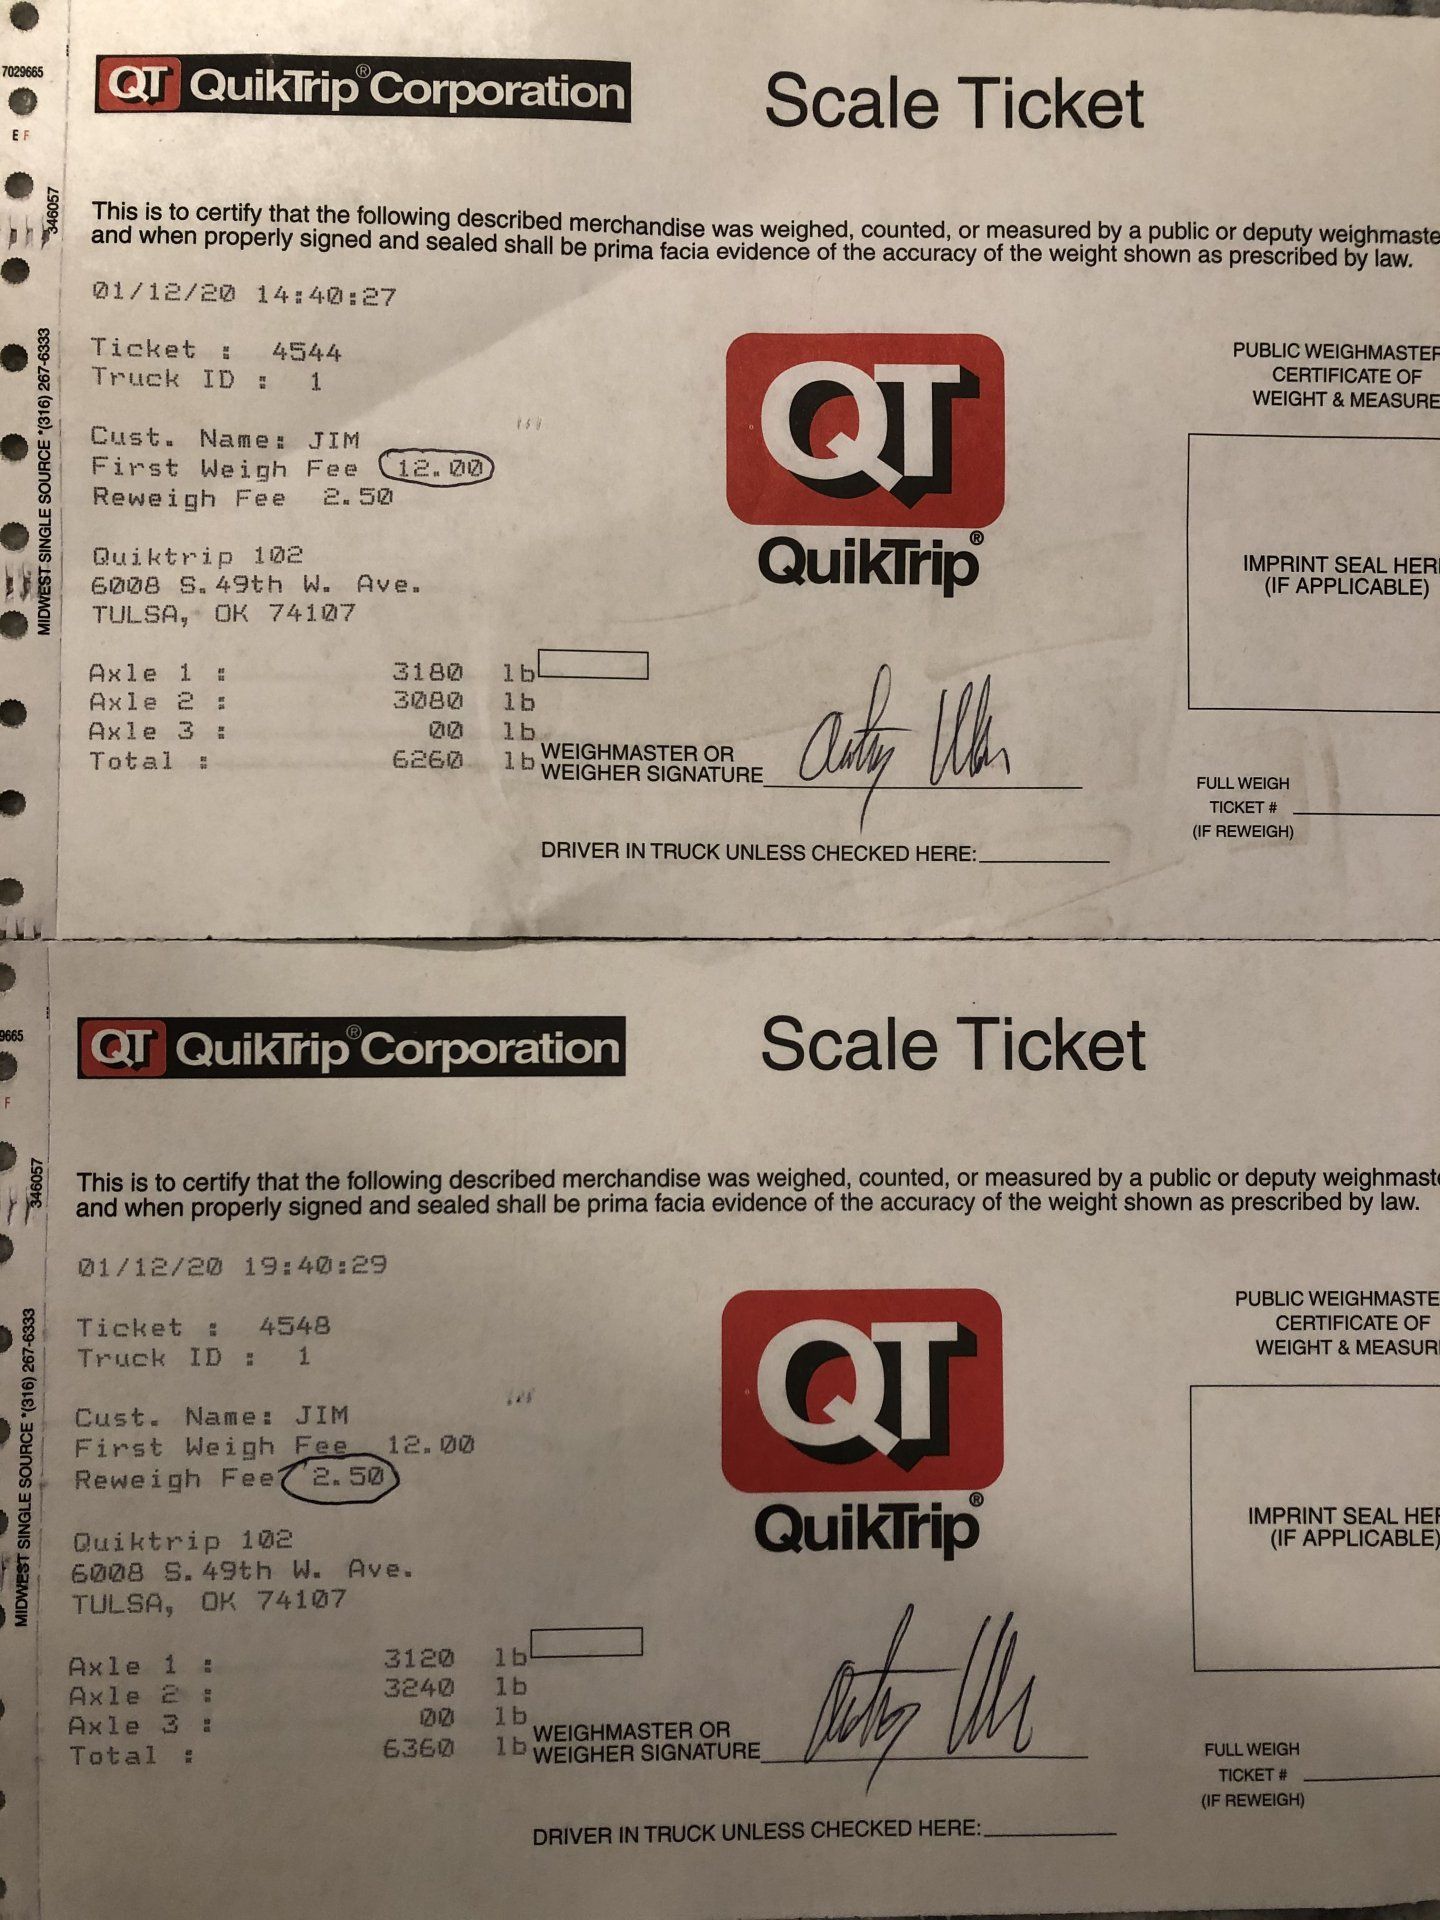 7029665
E F
346057
MIDWEST SINGLE SOURCE *(316) 267-6333
QT QuikTrip® Corporation
Scale Ticket
This is to certify that the following described merchandise was weighed, counted, or measured by a public or deputy
and when properly signed and sealed shall be prima facia evidence of the accuracy of the weight shown as prescribed by law.
01/12/20 14:40:27
Ticket : 4544
Truck ID : 1
Cust. Name: JIM
First Weigh Fee 12.00
Reweigh Fee 2.50
Quiktrip 102
6008 S.49th W. Ave.
TULSA, OK 74107
QT
QuikTrip®
PUBLIC WEIGHMASTER
CERTIFICATE OF
WEIGHT & MEASURE
IMPRINT SEAL
(IF APPLICABLE)
Axle 1 : 3180 lb
Axle 2 : 3080 lb
Axle 3 : 00 lb
Total : 6260 lb
WEIGHMASTER OR
WEIGHER SIGNATURE
FULL WEIGH
TICKET #
(IF REWEIGH)
DRIVER IN TRUCK UNLESS CHECKED HERE:
9665
F
346057
MIDWEST SINGLE SOURCE *(316) 267-6333
QT QuikTrip® Corporation
Scale Ticket
This is to certify that the following described merchandise was weighed, counted, or measured by a public or deputy
and when properly signed and sealed shall be prima facia evidence of the accuracy of the weight shown as prescribed by law.
01/12/20 19:40:29
Ticket : 4548
Truck ID : 1
Cust. Name: JIM
First Weigh Fee 12.00
Reweigh Fee 2.50
Quiktrip 102
6008 S.49th W. Ave.
TULSA, OK 74107
QT
QuikTrip®
PUBLIC
CERTIFICATE OF
WEIGHT &
IMPRINT SEAL
(IF APPLICABLE)
Axle 1 : 3120 lb
Axle 2 : 3240 lb
Axle 3 : 00 lb
Total : 6360 lb
WEIGHMASTER OR
WEIGHER SIGNATURE
FULL WEIGH
TICKET #
(IF REWEIGH)
DRIVER IN TRUCK UNLESS CHECKED HERE: